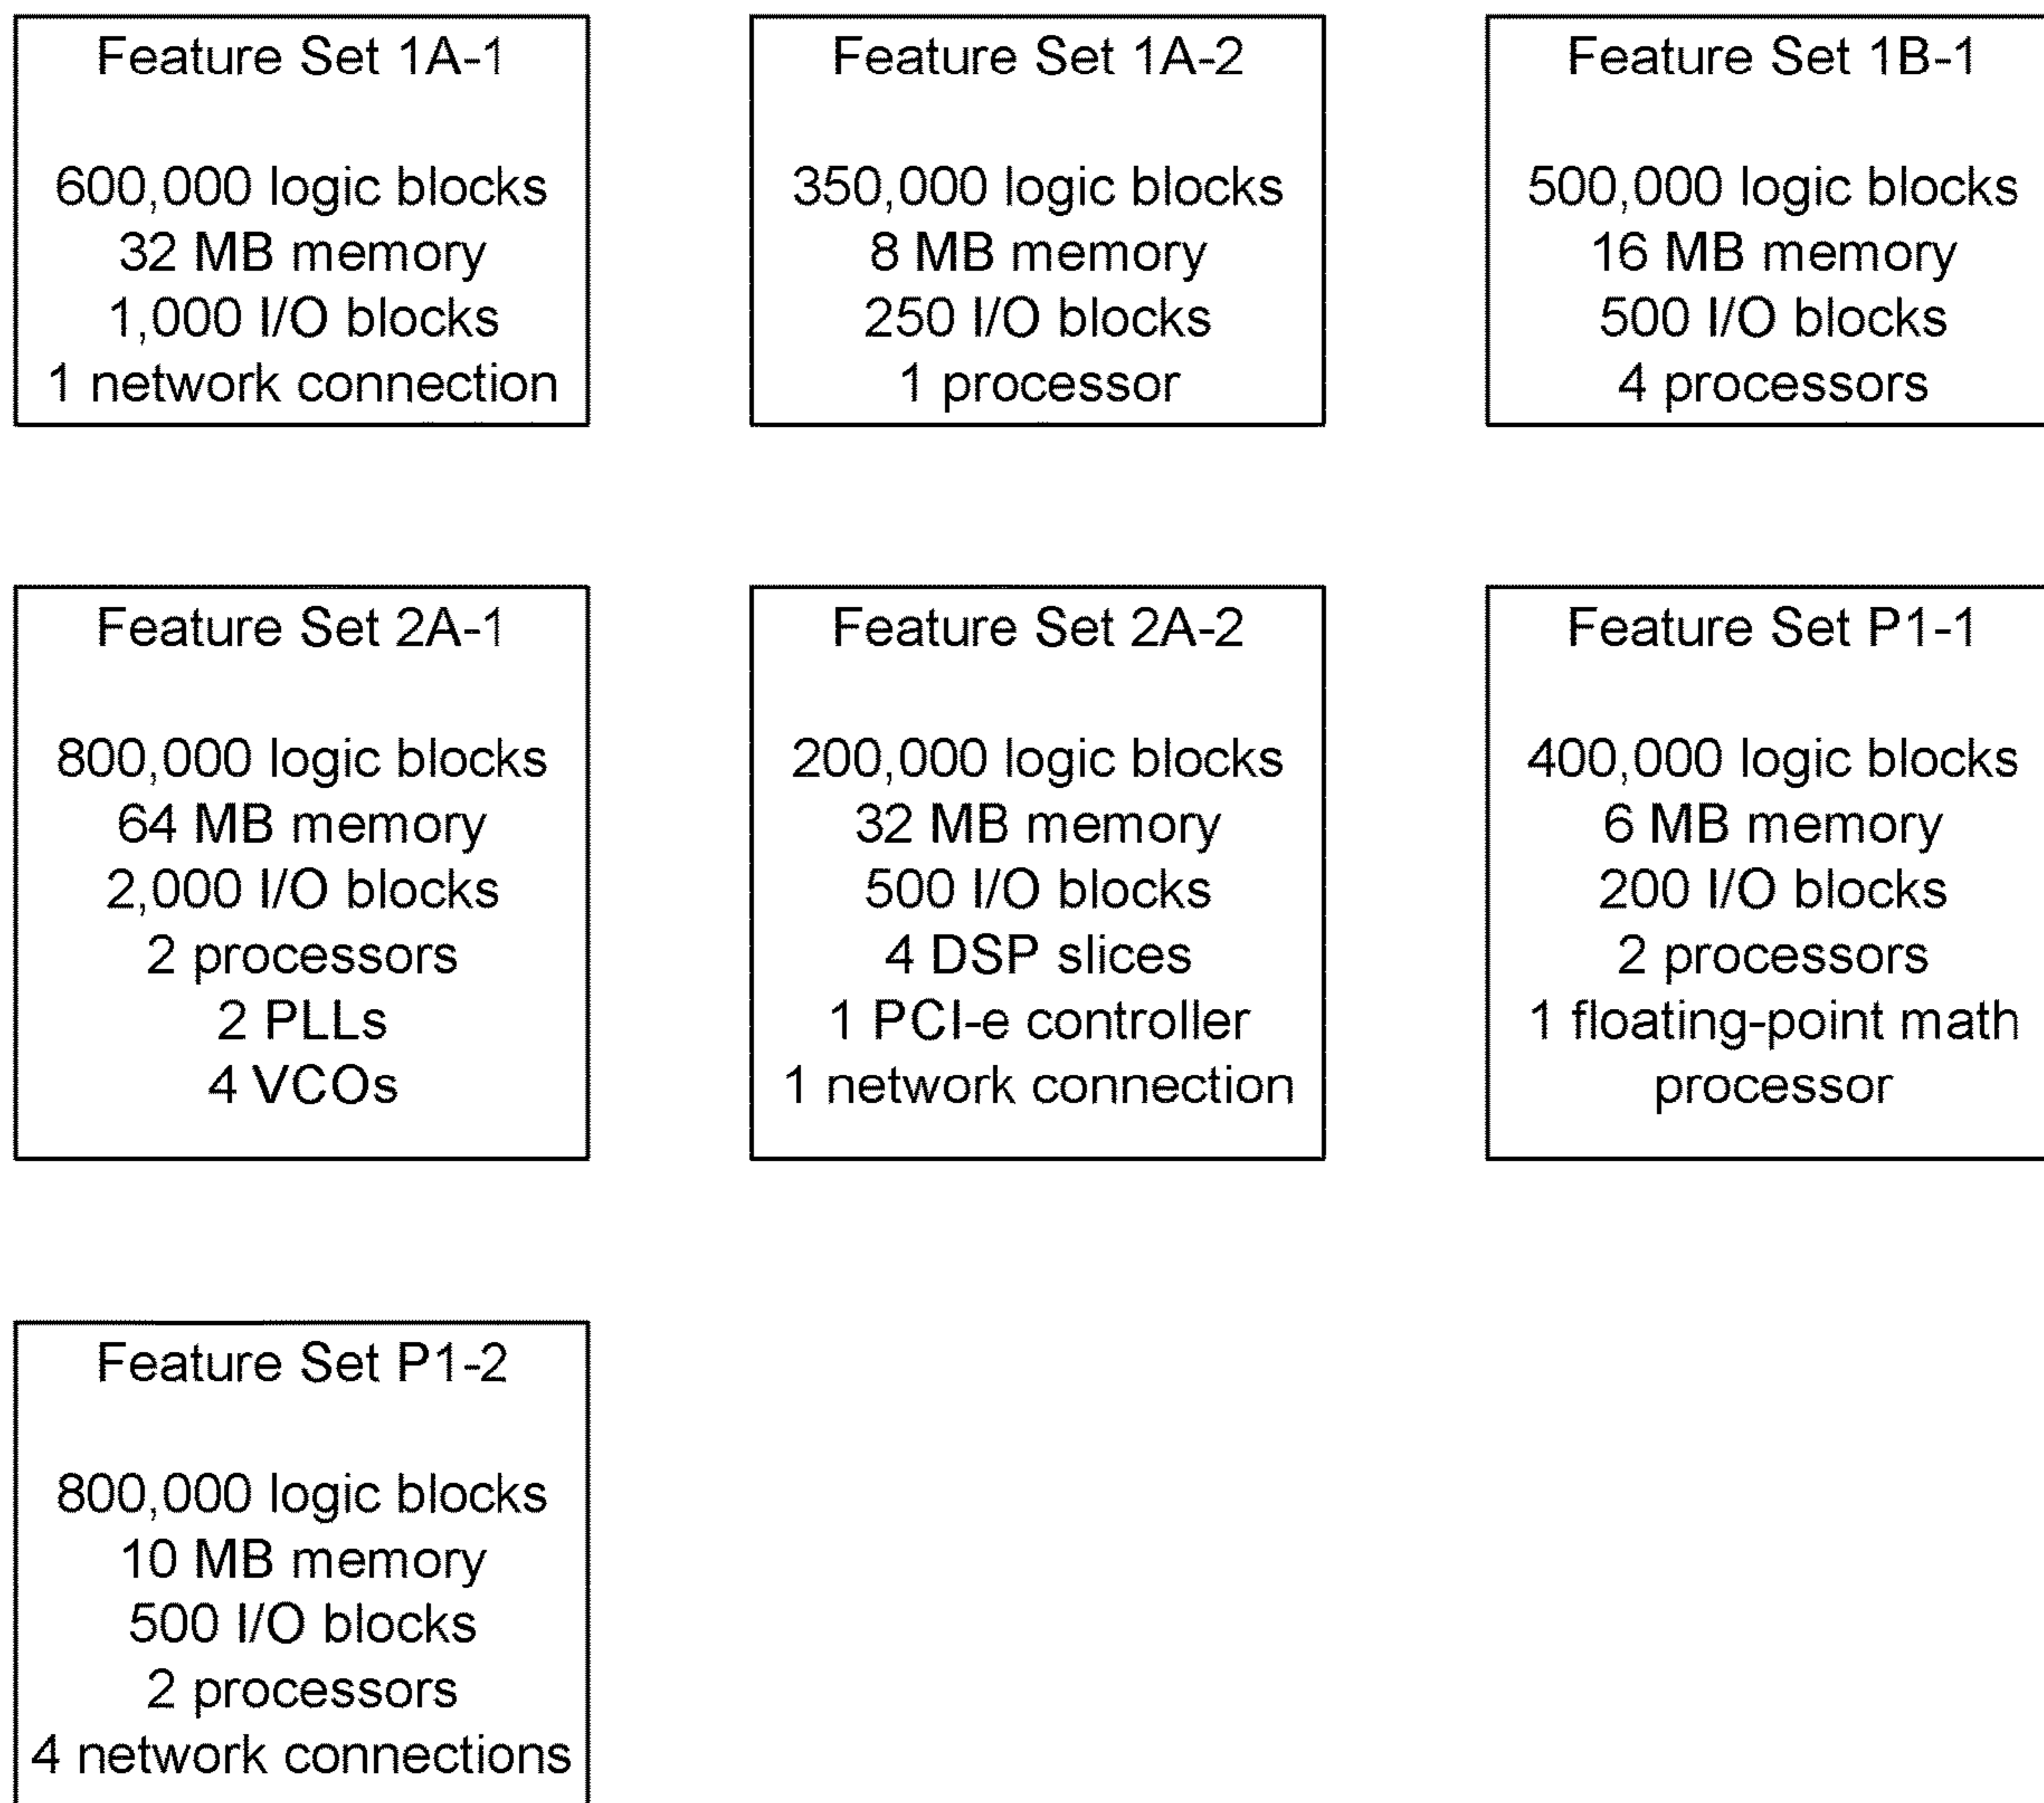 Feature Set 1A-1
600,000 logic blocks
32 MB memory
1,000 I/O blocks
1 network connection
Feature Set 1A-2
350,000 logic blocks
8 MB memory
250 I/O blocks
1 processor
Feature Set 1B-1
500,000 logic blocks
16 MB memory
500 I/O blocks
4 processors
Feature Set 2A-1
800,000 logic blocks
64 MB memory
2,000 I/O blocks
2 processors
2 PLLs
4 VCOs
Feature Set 2A-2
200,000 logic blocks
32 MB memory
500 I/O blocks
4 DSP slices
1 PCI-e controller
1 network connection
Feature Set P1-1
400,000 logic blocks
6 MB memory
200 I/O blocks
2 processors
1 floating-point math
processor
Feature Set P1-2
800,000 logic blocks
10 MB memory
500 I/O blocks
2 processors
4 network connections